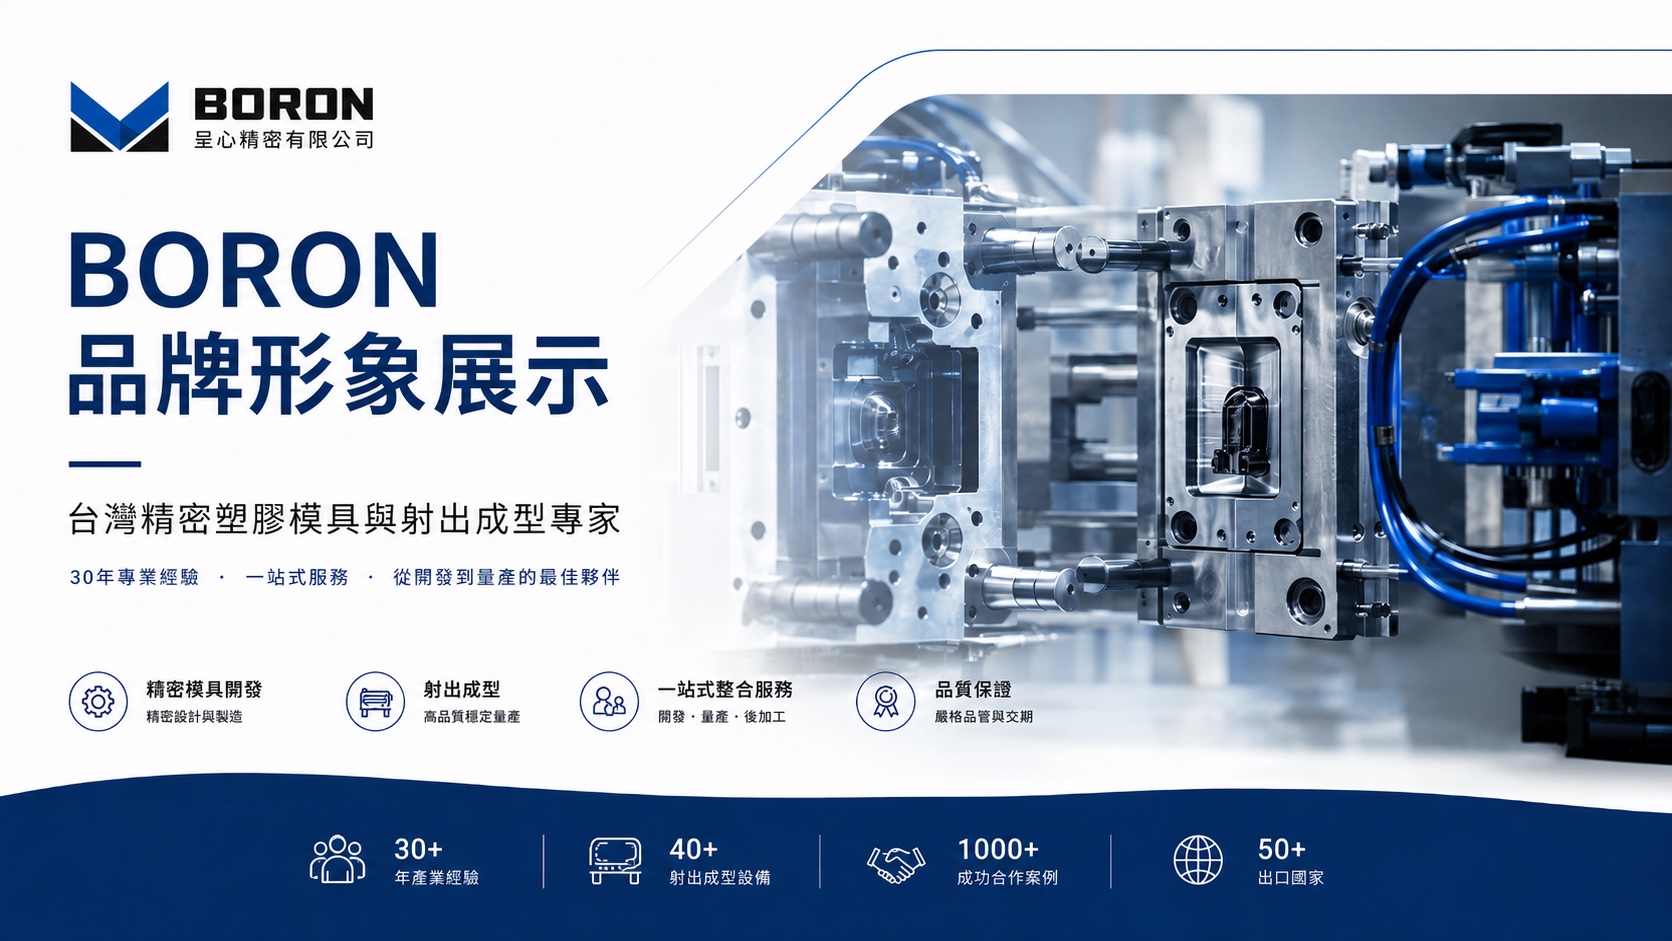 BORON
呈心精密有限公司
BORON
品牌形象展示
台灣精密塑膠模具與射出成型專家
30年專業經驗 · 一站式服務 · 從開發到量產的最佳夥伴
精密模具開發
精密設計與製造
射出成型
高品質穩定量產
一站式整合服務
開發·量產·後加工
品質保證
嚴格品管與交期
30+
年產業經驗
40+
射出成型設備
1000+
成功合作案例
50+
出口國家